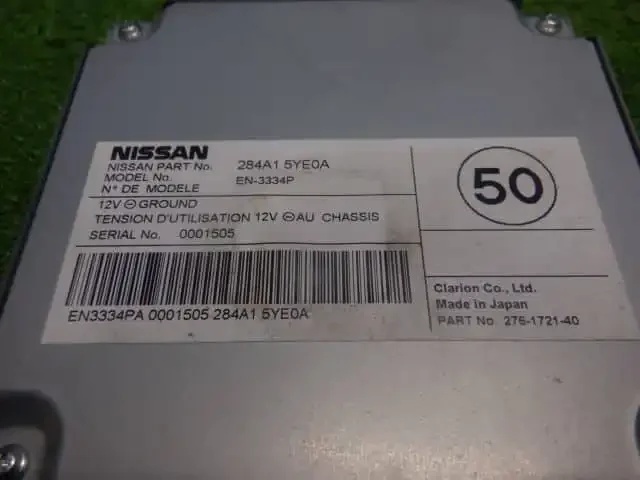 NISSAN
NISSAN PART No. 284A1 5YE0A
MODEL No. EN-3334P
N° DE MODELE
50
12V ⊖ GROUND
TENSION D'UTILISATION 12V ⊖ AU CHASSIS
SERIAL No. 0001505
EN3334PA 0001505 284A1 5YE0A
Clarion Co., Ltd.
Made in Japan
PART No. 276-1721-40